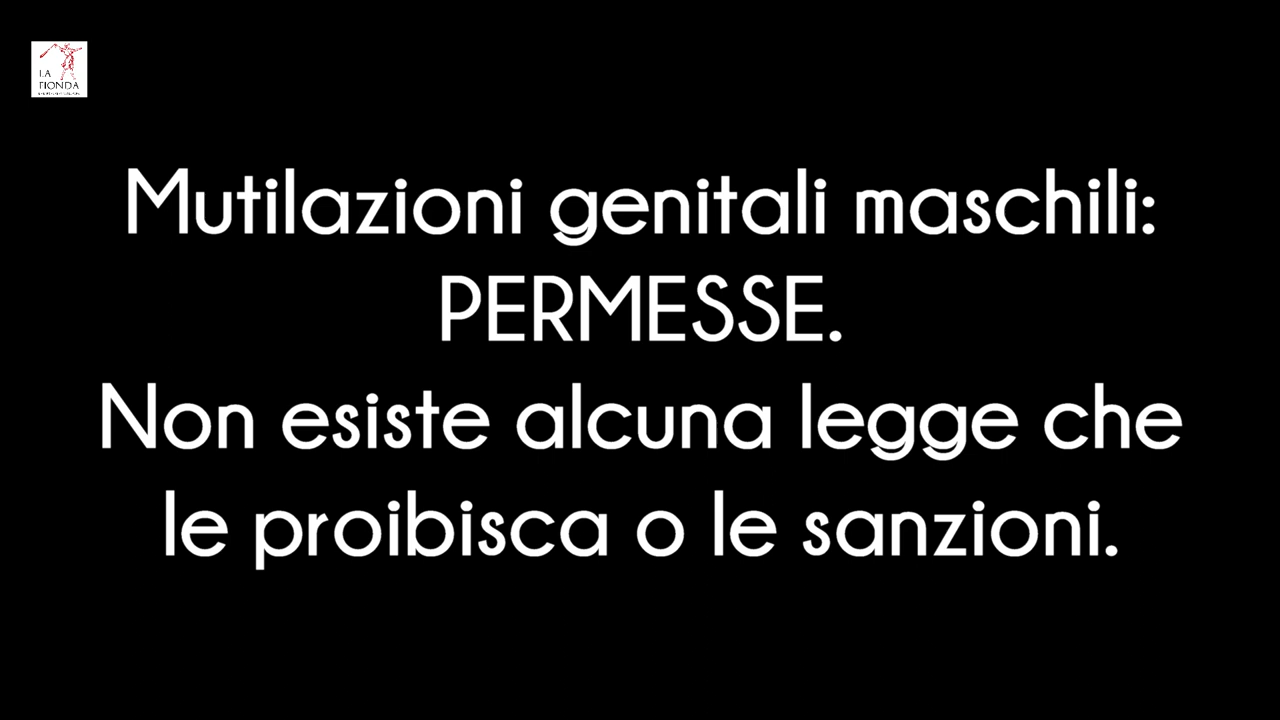 LA
FIONDA
Mutilazioni genitali maschili:
PERMESSE.
Non esiste alcuna legge che
le proibisca o le sanzioni.